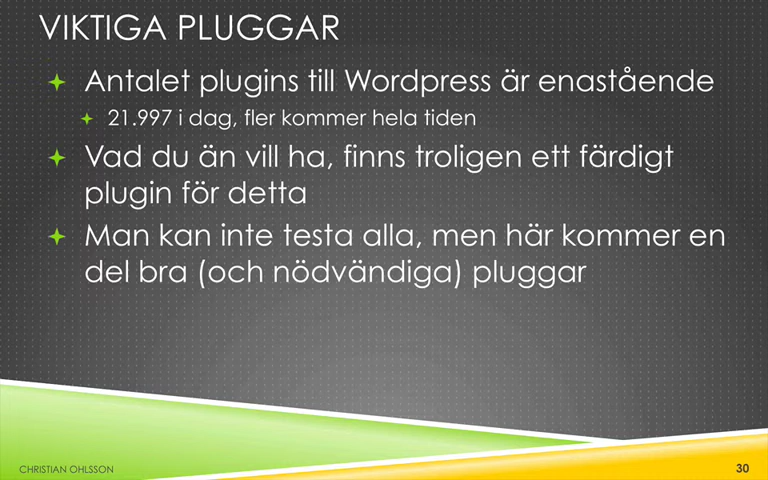 VIKTIGA PLUGGAR
Antalet plugins till Wordpress är enastående
21.997 i dag, fler kommer hela tiden
Vad du än vill ha, finns troligen ett färdigt
plugin för detta
Man kan inte testa alla, men här kommer en
del bra (och nödvändiga) pluggar
CHRISTIAN OHLSSON
30